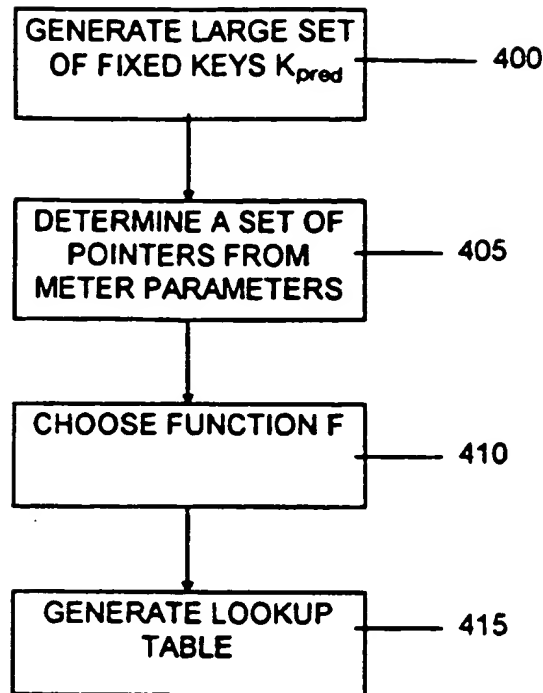 GENERATE LARGE SET
OF FIXED KEYS Kpred
400
DETERMINE A SET OF
POINTERS FROM
METER PARAMETERS
405
CHOOSE FUNCTION F
410
GENERATE LOOKUP
TABLE
415